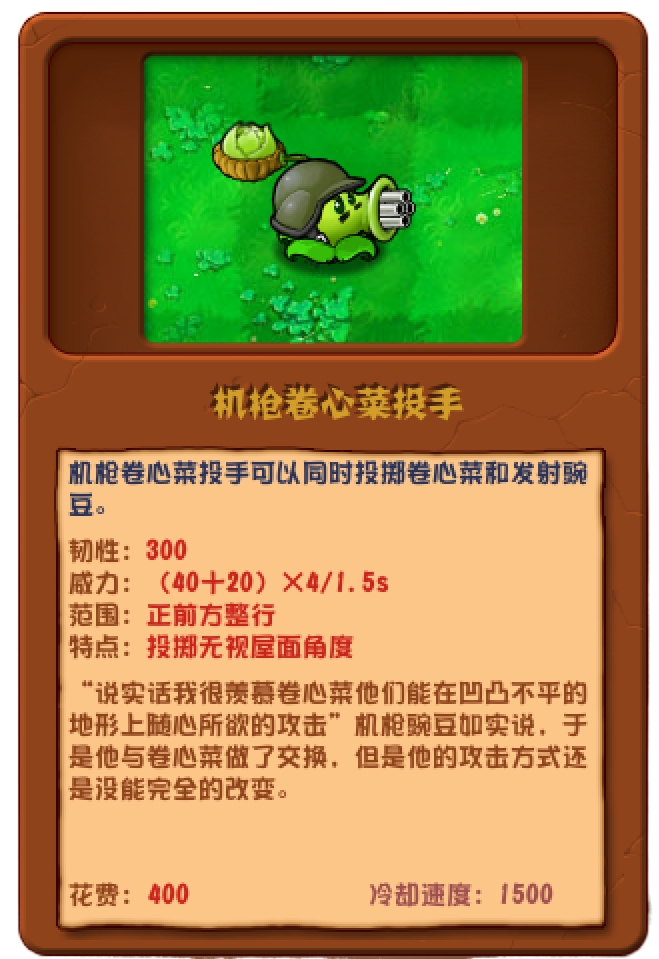 机枪卷心菜投手
机枪卷心菜投手可以同时投掷卷心菜和发射豌
豆。
韧性：300
威力：（40+20）×4/1.5s
范围：正前方整行
特点：投掷无视屋面角度
“说实话我很羡慕卷心菜他们能在凹凸不平的
地形上随心所欲的攻击”机枪豌豆如实说，于
是他与卷心菜做了交换，但是他的攻击方式还
是没能完全的改变。
花费：400 冷却速度：1500